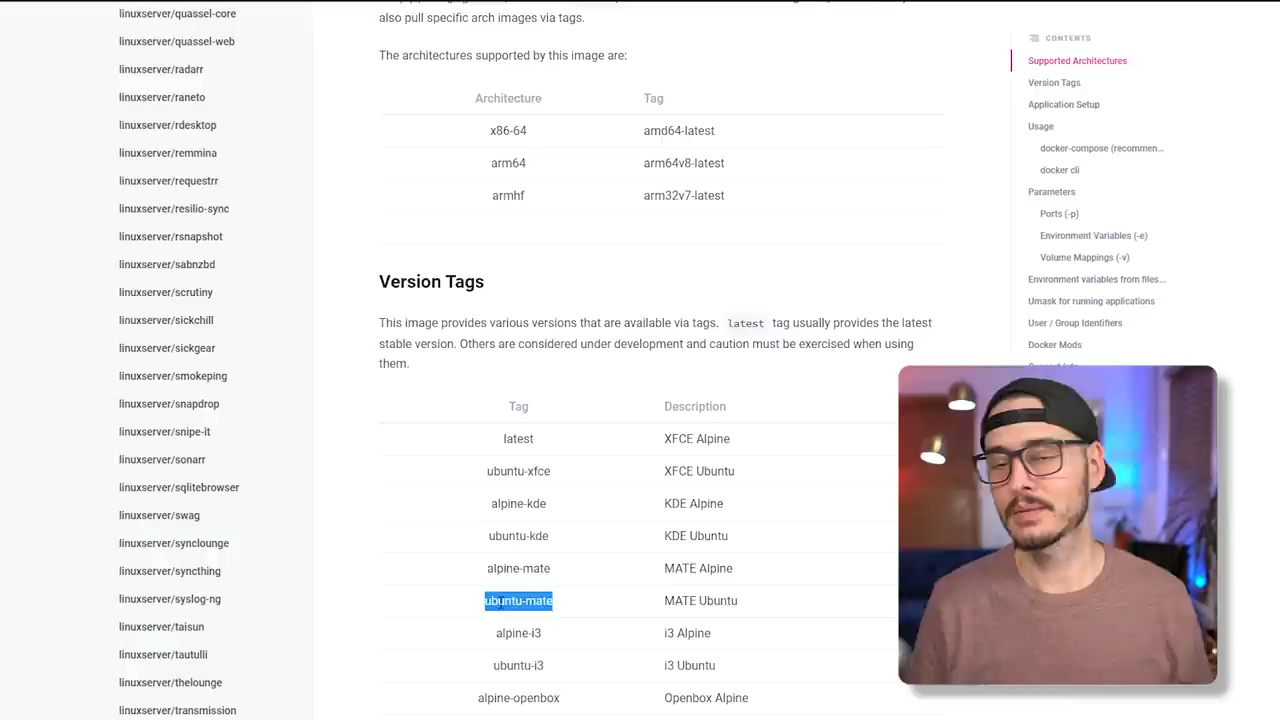 linuxserver/quassel-core
linuxserver/quassel-web
linuxserver/radarr
linuxserver/raneto
linuxserver/rdesktop
linuxserver/remmina
linuxserver/requestrr
linuxserver/resilio-sync
linuxserver/rsnapshot
linuxserver/sabnzbd
linuxserver/scrutiny
linuxserver/sickchill
linuxserver/sickgear
linuxserver/smokeping
linuxserver/snapdrop
linuxserver/snipe-it
linuxserver/sonarr
linuxserver/sqlitebrowser
linuxserver/swag
linuxserver/synclounge
linuxserver/syncthing
linuxserver/syslog-ng
linuxserver/taisun
linuxserver/tautulli
linuxserver/thelounge
linuxserver/transmission
also pull specific arch images via tags.
The architectures supported by this image are:
Architecture Tag
x86-64 amd64-latest
arm64 arm64v8-latest
armhf arm32v7-latest
Version Tags
This image provides various versions that are available via tags. latest tag usually provides the latest
stable version. Others are considered under development and caution must be exercised when using
them.
Tag Description
latest XFCE Alpine
ubuntu-xfce XFCE Ubuntu
alpine-kde KDE Alpine
ubuntu-kde KDE Ubuntu
alpine-mate MATE Alpine
ubuntu-mate MATE Ubuntu
alpine-i3 i3 Alpine
ubuntu-i3 i3 Ubuntu
alpine-openbox Openbox Alpine
CONTENTS
Supported Architectures
Version Tags
Application Setup
Usage
docker-compose (recommen...
docker cli
Parameters
Ports (-p)
Environment Variables (-e)
Volume Mappings (-v)
Environment variables from files...
Umask for running applications
User / Group Identifiers
Docker Mods